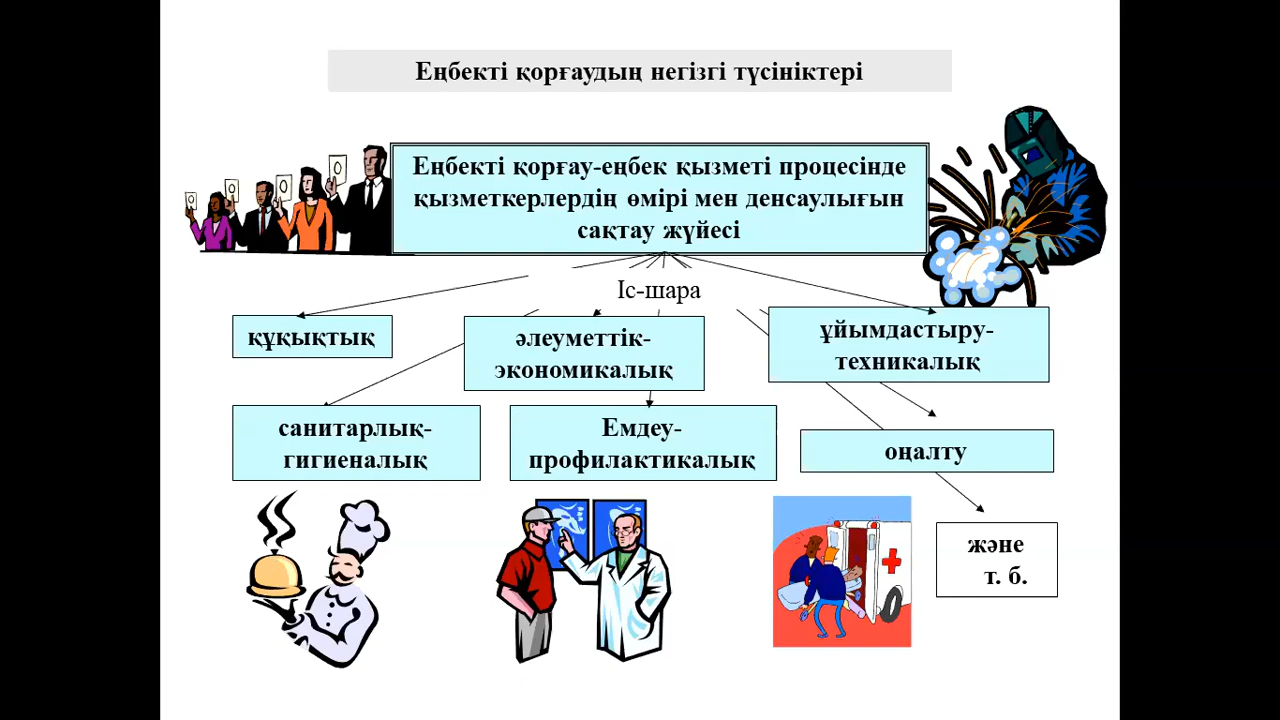 Еңбекті қорғаудың негізгі түсініктері
Еңбекті қорғау-еңбек қызметі процесінде
қызметкерлердің өмірі мен денсаулығын
сақтау жүйесі
Іс-шара
құқықтық
әлеуметтік-
экономикалық
ұйымдастыру-
техникалық
санитарлық-
гигиеналық
Емдеу-
профилактикалық
оңалту
және
т. б.